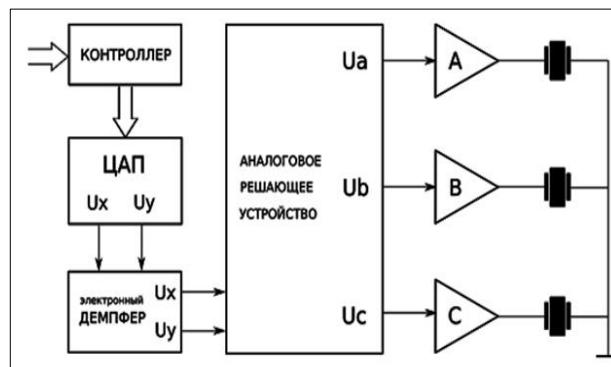 КОНТРОЛЛЕР
ЦАП
Ux Uy
электронный
ДЕМПФЕР
Ux
Uy
АНАЛОГОВОЕ
РЕШАЮЩЕЕ
УСТРОЙСТВО
Ua
Ub
Uc
A
B
C